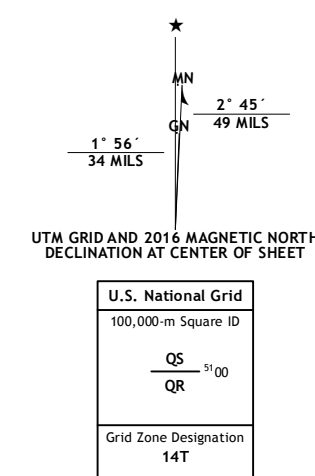 ★
MN
GN
2° 45´
49 MILS
1° 56´
34 MILS
UTM GRID AND 2016 MAGNETIC NORTH
DECLINATION AT CENTER OF SHEET
U.S. National Grid
100,000-m Square ID
QS
5100
QR
Grid Zone Designation
14T